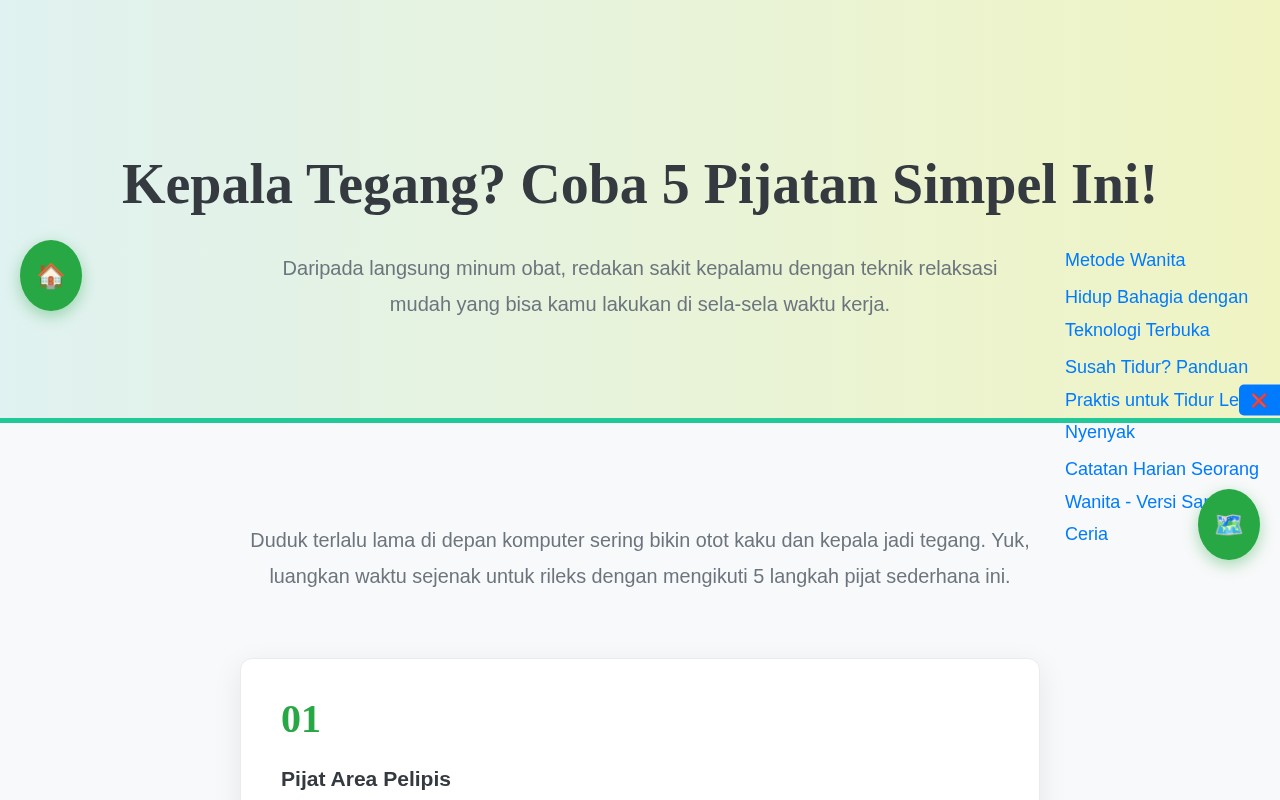 Kepala Tegang? Coba 5 Pijatan Simpel Ini!
Daripada langsung minum obat, redakan sakit kepalamu dengan teknik relaksasi
mudah yang bisa kamu lakukan di sela-sela waktu kerja.
Metode Wanita
Hidup Bahagia dengan
Teknologi Terbuka
Susah Tidur? Panduan
Praktis untuk Tidur
Nyenyak
Catatan Harian Seorang
Wanita - Versi
Ceria
Duduk terlalu lama di depan komputer sering bikin otot kaku dan kepala jadi tegang. Yuk,
luangkan waktu sejenak untuk rileks dengan mengikuti 5 langkah pijat sederhana ini.
01
Pijat Area Pelipis